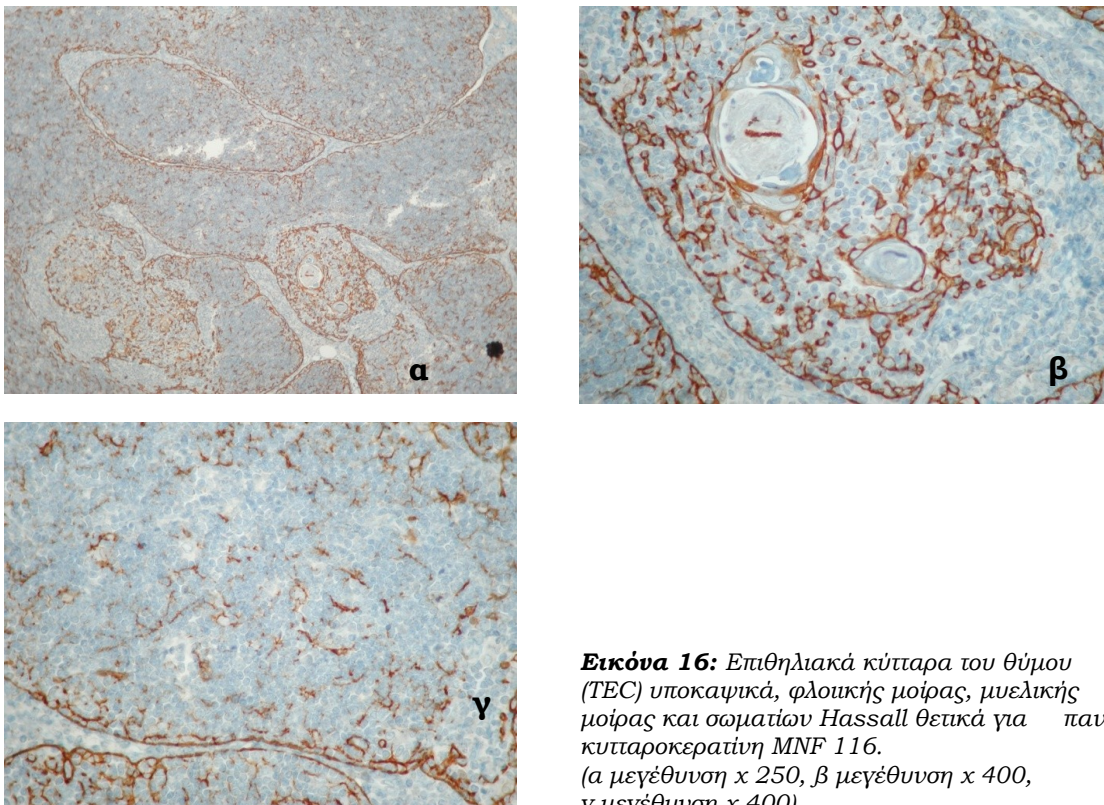 α
β
γ
Εικόνα 16: Επιθηλιακά κύτταρα του θύμου
(TEC) υποκαψικά, φλοιικής μοίρας, μυελικής
μοίρας και σωματίων Hassall θετικά για παν
κυτταροκερατίνη MNF 116.
(α μεγέθυνση x 250, β μεγέθυνση x 400,
γ μεγέθυνση x 400)